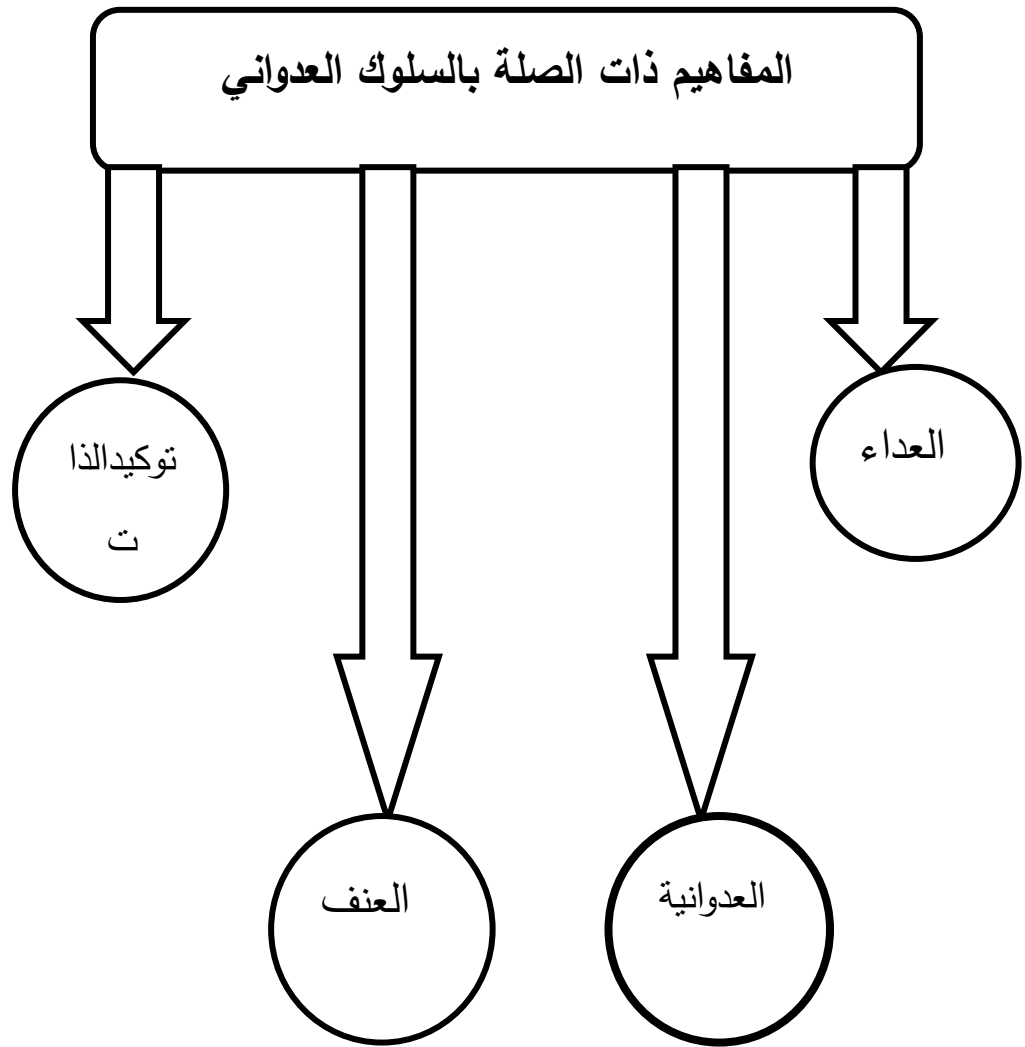 المفاهيم ذات الصلة بالسلوك العدواني
العداء
توكيدالذا
ت
العدوانية
العنف